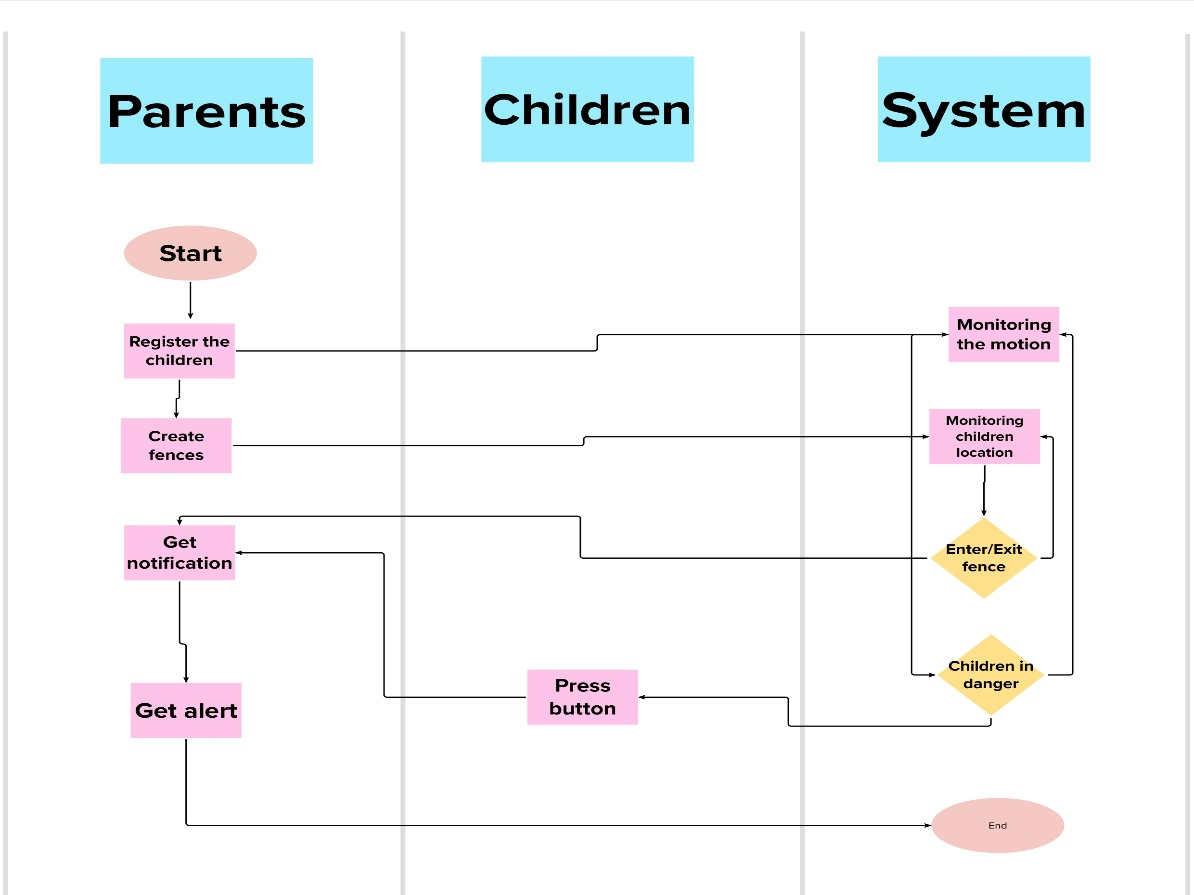 Parents
Children
System
Start
Register the
children
Monitoring
the motion
Create
fences
Monitoring
children
location
Get
notification
Enter/Exit
fence
Children in
danger
Press
button
Get alert
End